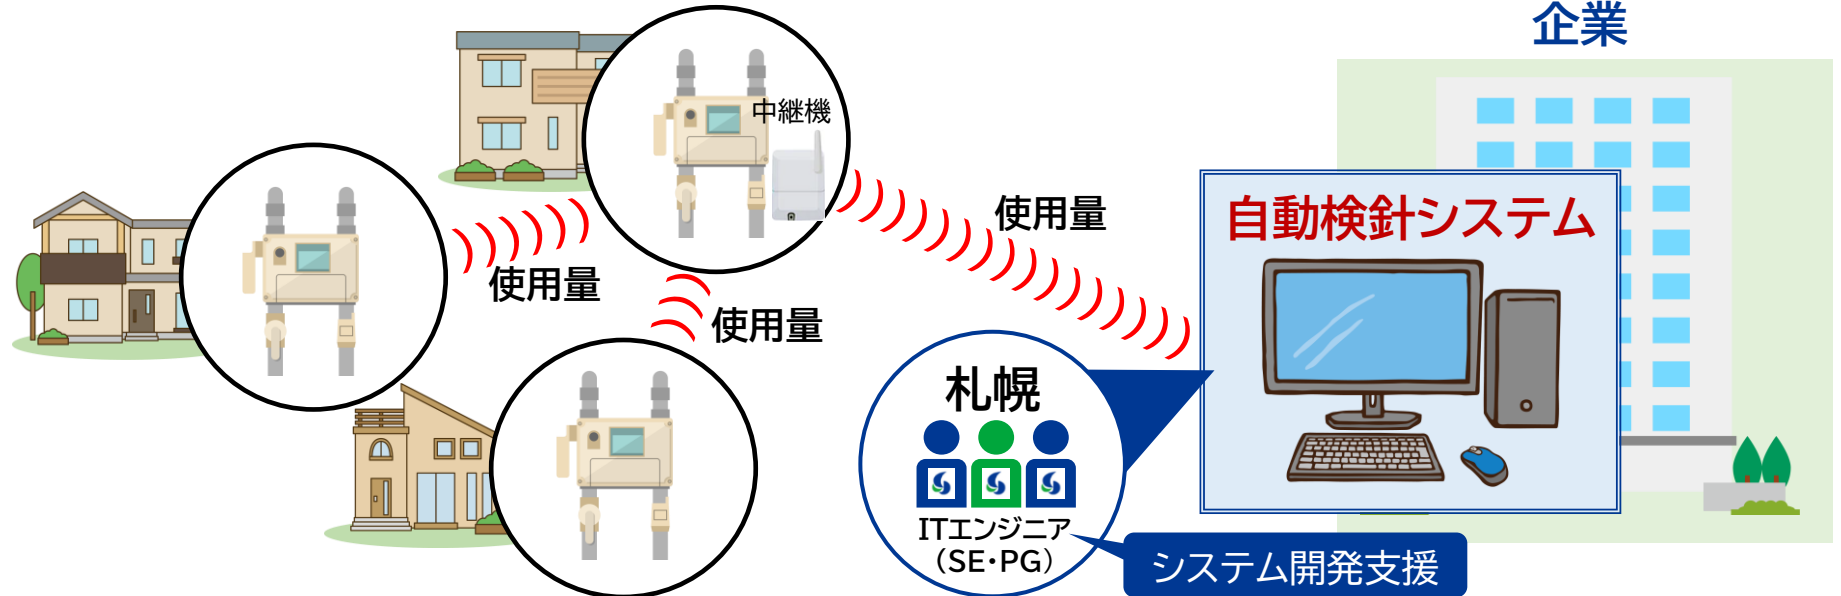 企業
中継機
使用量
自動検針システム
使用量
使用量
札幌
ITエンジニア
（SE・PG）
システム開発支援